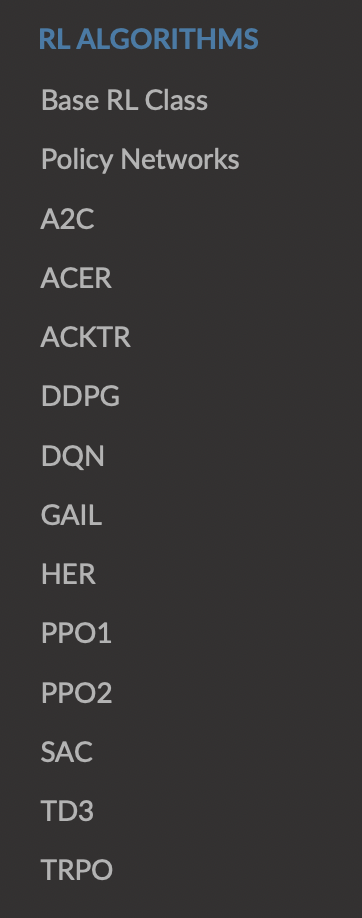 RL ALGORITHMS
Base RL Class
Policy Networks
A2C
ACER
ACKTR
DDPG
DQN
GAIL
HER
PPO1
PPO2
SAC
TD3
TRPO